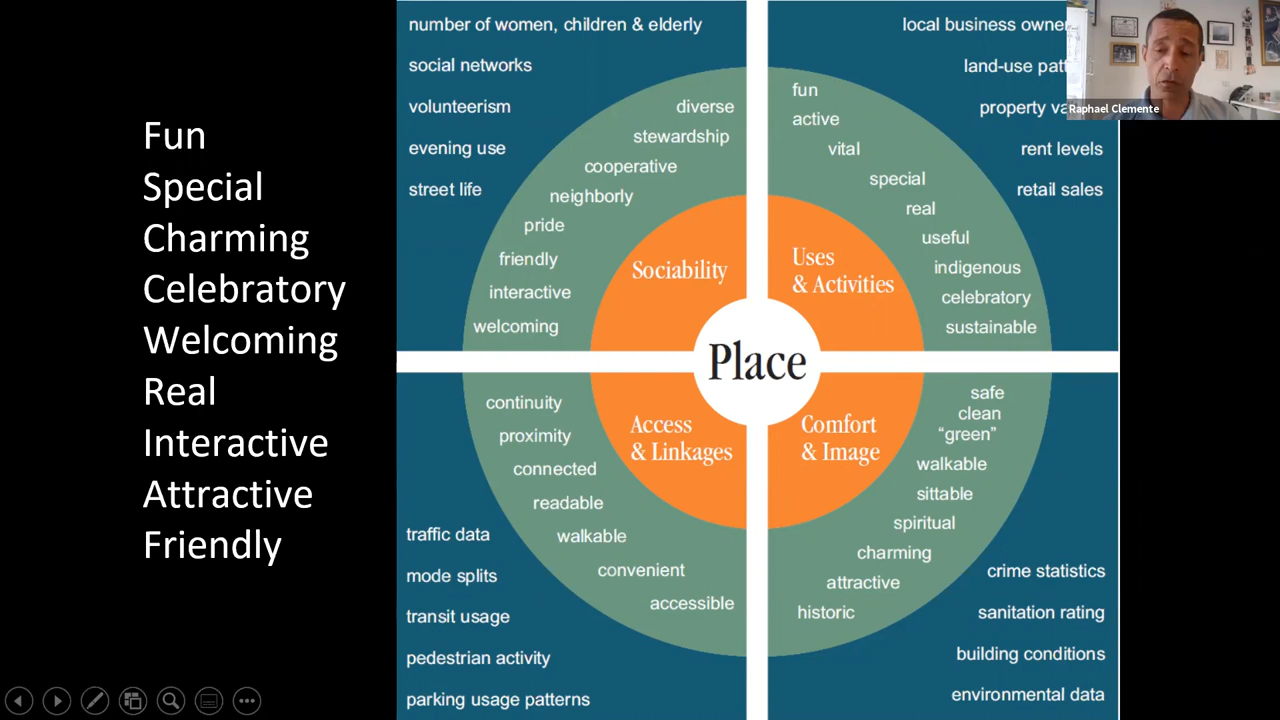 Fun
Special
Charming
Celebratory
Welcoming
Real
Interactive
Attractive
Friendly
number of women, children & elderly
social networks
volunteerism
evening use
street life
diverse
stewardship
cooperative
neighborly
pride
friendly
interactive
welcoming
Sociability
local business
land-use
property
rent levels
retail sales
fun
active
vital
special
real
useful
indigenous
celebratory
sustainable
Uses
& Activities
Place
continuity
proximity
connected
readable
walkable
convenient
accessible
Access
& Linkages
traffic data
mode splits
transit usage
pedestrian activity
parking usage patterns
Comfort
& Image
safe
clean
“green”
walkable
sittable
spiritual
charming
attractive
historic
crime statistics
sanitation rating
building conditions
environmental data
Raphael Clemente